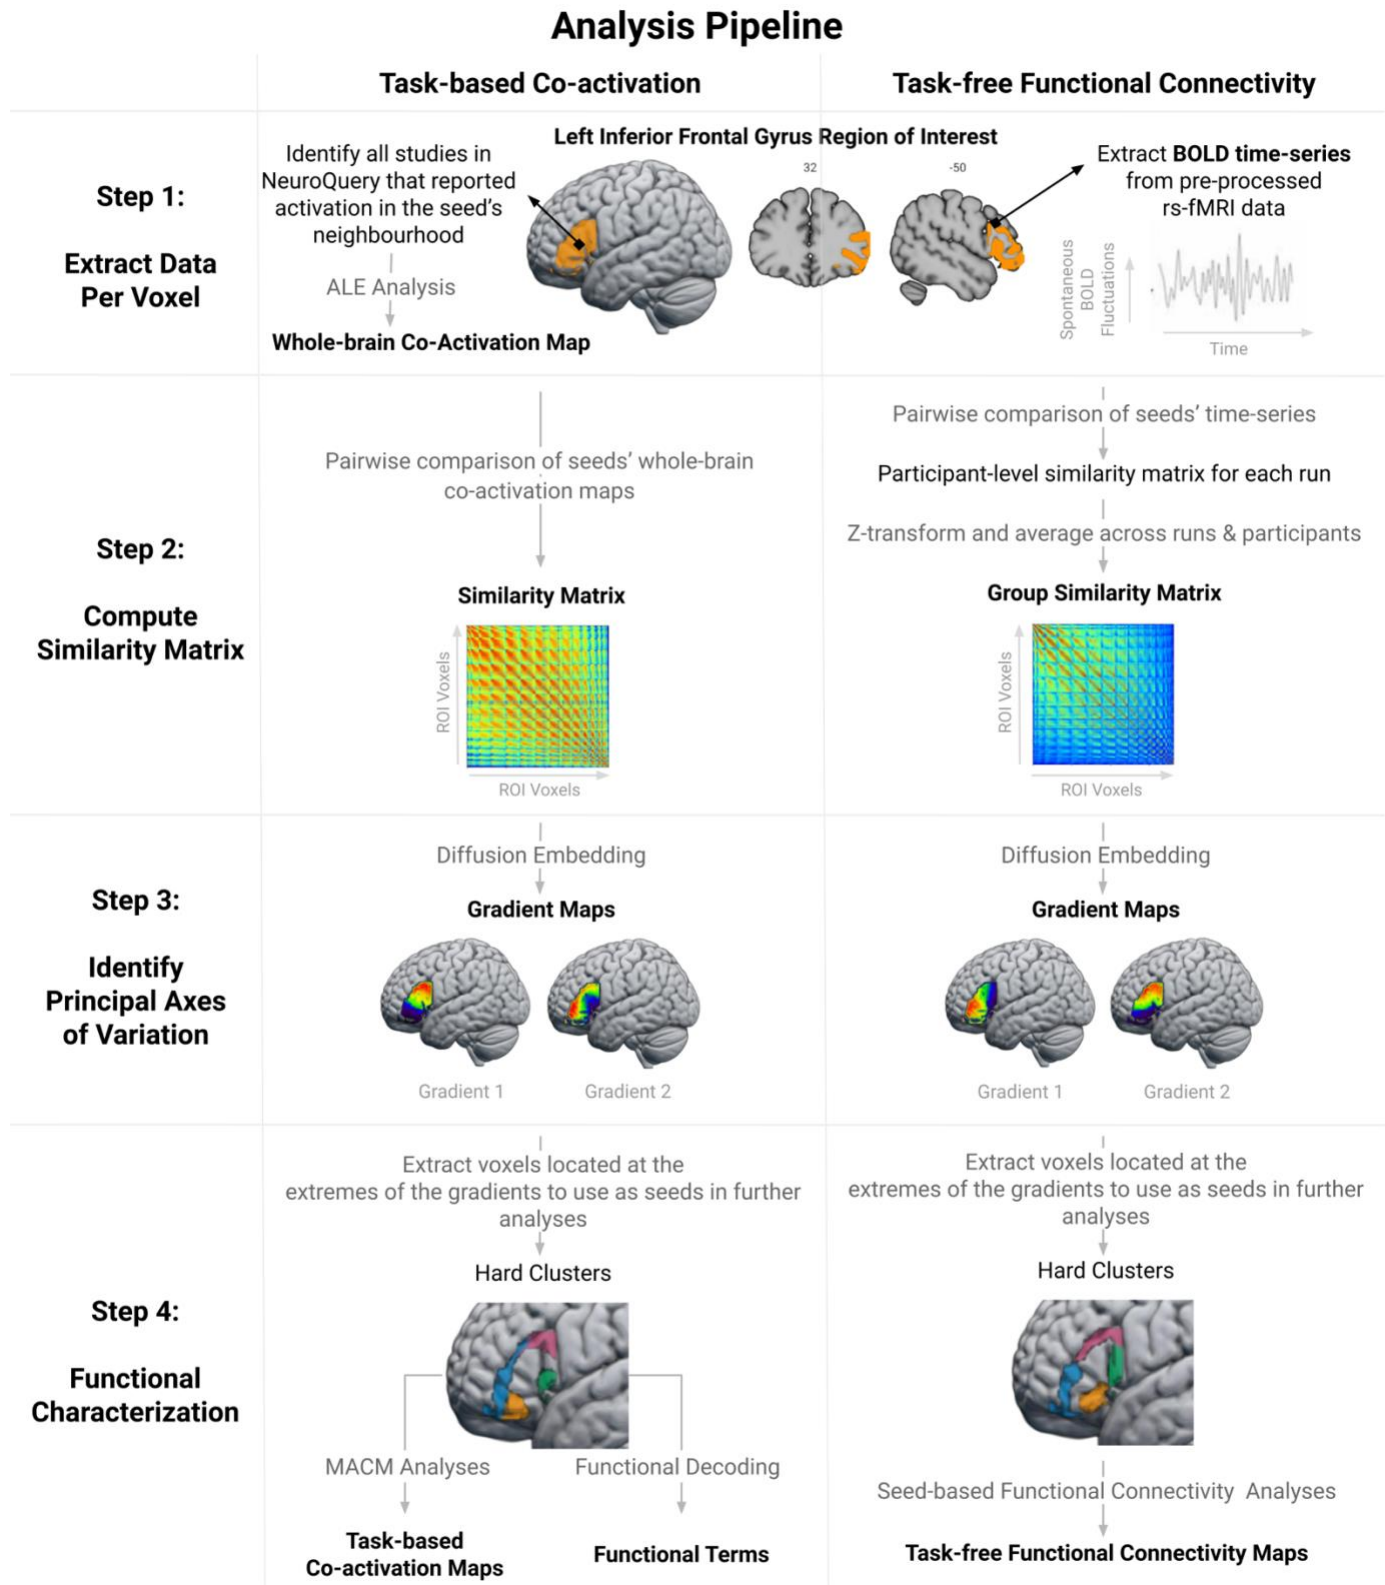 Analysis Pipeline
Task-based Co-activation
Task-free Functional Connectivity
Step 1:
Extract Data
Per Voxel
Left Inferior Frontal Gyrus Region of Interest
Identify all studies in
NeuroQuery that reported
activation in the seed's
neighbourhood
ALE Analysis
Whole-brain Co-Activation Map
32
-50
Extract BOLD time-series
from pre-processed
rs-fMRI data
Spontaneous
BOLD
Fluctuations
Time
Step 2:
Compute
Similarity Matrix
Pairwise comparison of seeds' whole-brain
co-activation maps
Similarity Matrix
ROI Voxels
ROI Voxels
Pairwise comparison of seeds' time-series
Participant-level similarity matrix for each run
Z-transform and average across runs & participants
Group Similarity Matrix
ROI Voxels
ROI Voxels
Step 3:
Identify
Principal Axes
of Variation
Diffusion Embedding
Gradient Maps
Gradient 1
Gradient 2
Diffusion Embedding
Gradient Maps
Gradient 1
Gradient 2
Step 4:
Functional
Characterization
Extract voxels located at the
extremes of the gradients to use as seeds in further
analyses
Hard Clusters
MACM Analyses
Functional Decoding
Task-based
Co-activation Maps
Functional Terms
Extract voxels located at the
extremes of the gradients to use as seeds in further
analyses
Hard Clusters
Seed-based Functional Connectivity Analyses
Task-free Functional Connectivity Maps